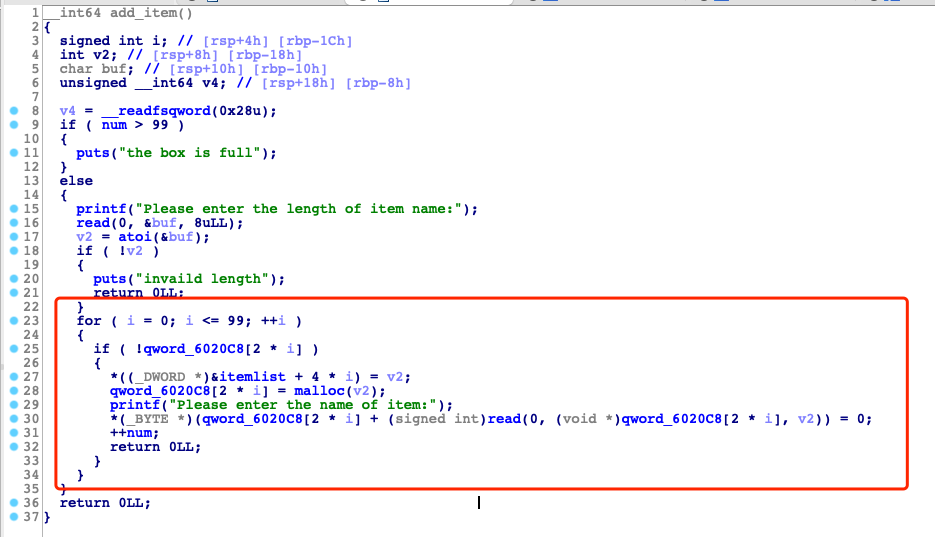 1 __int64 add_item()
2 {
3 signed int i; // [rsp+4h] [rbp-1Ch]
4 int v2; // [rsp+8h] [rbp-18h]
5 char buf; // [rsp+10h] [rbp-10h]
6 unsigned __int64 v4; // [rsp+18h] [rbp-8h]
7
8 v4 = __readfsqword(0x28u);
9 if ( num > 99 )
10 {
11 puts("the box is full");
12 }
13 else
14 {
15 printf("Please enter the length of item name:");
16 read(0, &buf, 8uLL);
17 v2 = atoi(&buf);
18 if ( !v2 )
19 {
20 puts("invaild length");
21 return 0LL;
22 }
23 for ( i = 0; i <= 99; ++i )
24 {
25 if ( !qword_6020C8[2 * i] )
26 {
27 *((_DWORD *)&itemlist + 4 * i) = v2;
28 qword_6020C8[2 * i] = malloc(v2);
29 printf("Please enter the name of item:");
30 *(_BYTE *)(qword_6020C8[2 * i] + (signed int)read(0, (void *)qword_6020C8[2 * i], v2)) = 0;
31 ++num;
32 return 0LL;
33 }
34 }
35 }
36 return 0LL;
37 }